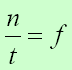 n/t = f